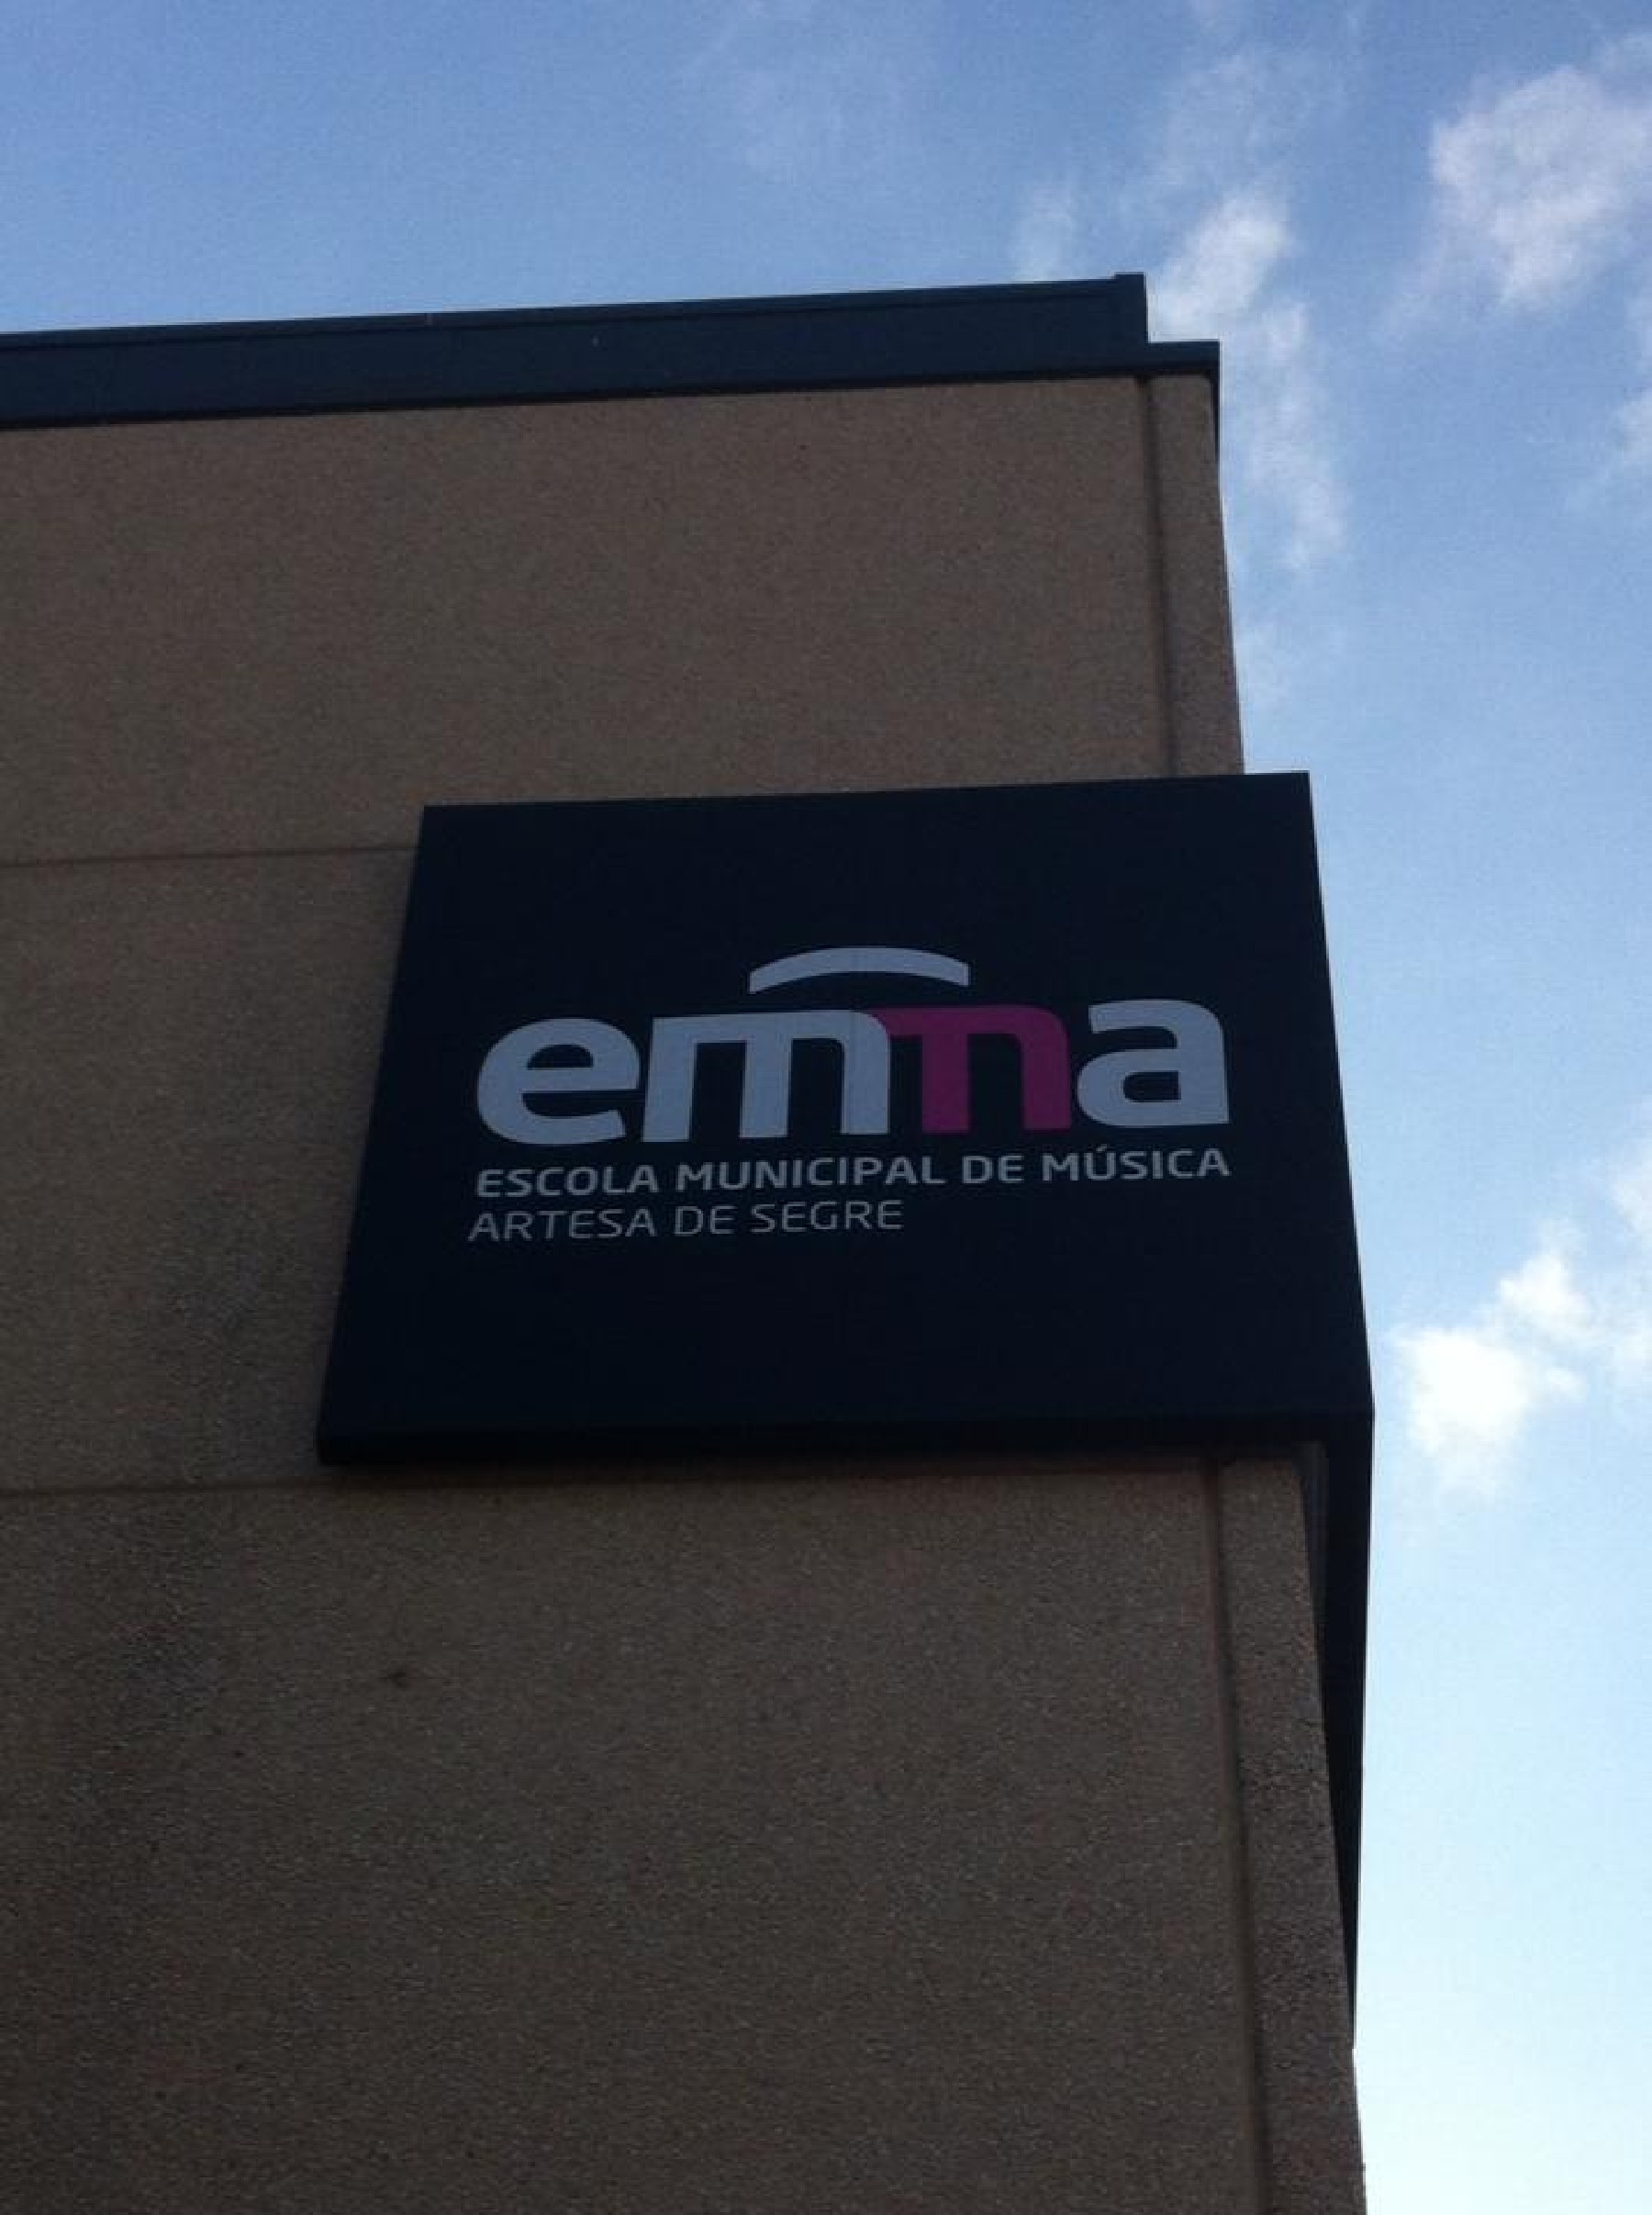 emma
ESCOLA MUNICIPAL DE MÚSICA
ARTESA DE SEGRE